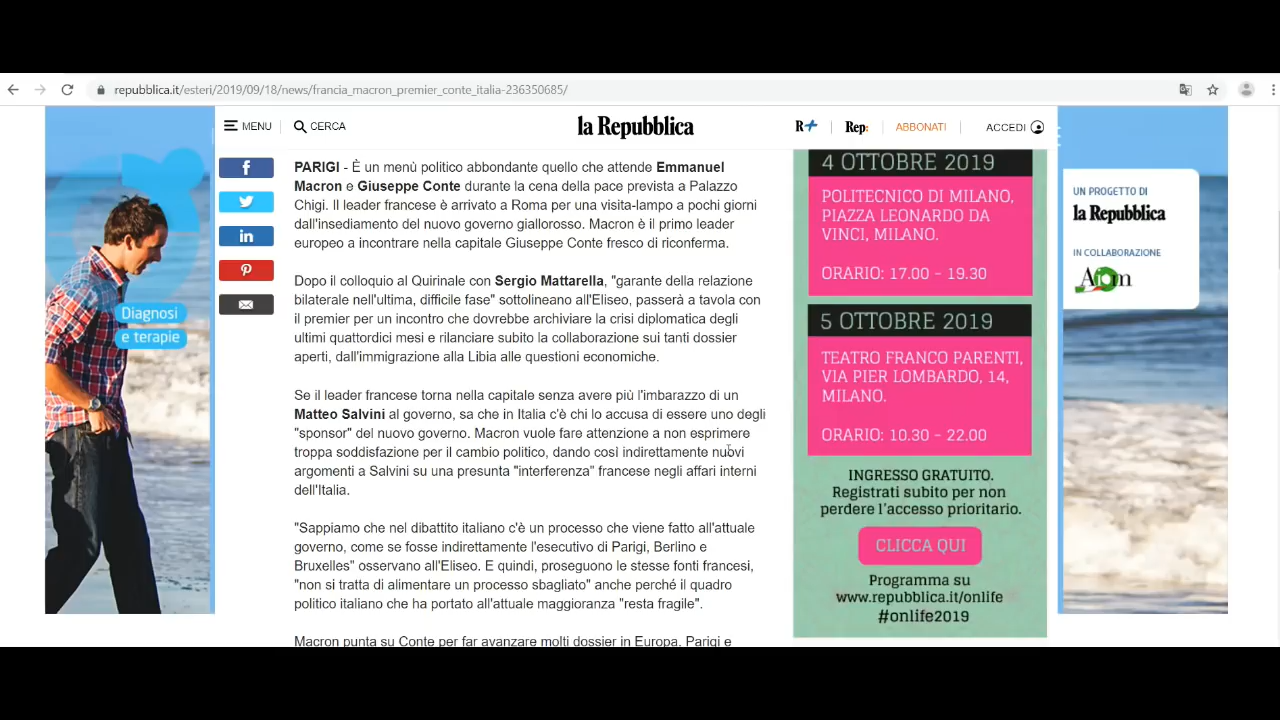 repubblica.it/esteri/2019/09/18/news/francia_macron_premier_conte_italia-236350685/
MENU
CERCA
la Repubblica
R+
Rep:
ABBONATI
ACCEDI
PARIGI - È un menù politico abbondante quello che attende Emmanuel
Macron e Giuseppe Conte durante la cena della pace prevista a Palazzo
Chigi. Il leader francese è arrivato a Roma per una visita-lampo a pochi giorni
dall'insediamento del nuovo governo giallorosso. Macron è il primo leader
europeo a incontrare nella capitale Giuseppe Conte fresco di riconferma.
Dopo il colloquio al Quirinale con Sergio Mattarella, "garante della relazione
bilaterale nell'ultima, difficile fase" sottolineano all'Eliseo, passerà a tavola con
il premier per un incontro che dovrebbe archiviare la crisi diplomatica degli
ultimi quattordici mesi e rilanciare subito la collaborazione sui tanti dossier
aperti, dall'immigrazione alla Libia alle questioni economiche.
Se il leader francese torna nella capitale senza avere più l'imbarazzo di un
Matteo Salvini al governo, sa che in Italia c'è chi lo accusa di essere uno degli
"sponsor" del nuovo governo. Macron vuole fare attenzione a non esprimere
troppa soddisfazione per il cambio politico, dando così indirettamente nuovi
argomenti a Salvini su una presunta "interferenza" francese negli affari interni
dell'Italia.
"Sappiamo che nel dibattito italiano c'è un processo che viene fatto all'attuale
governo, come se fosse indirettamente l'esecutivo di Parigi, Berlino e
Bruxelles" osservano all'Eliseo. E quindi, proseguono le stesse fonti francesi,
"non si tratta di alimentare un processo sbagliato" anche perché il quadro
politico italiano che ha portato all'attuale maggioranza "resta fragile".
Macron punta su Conte per far avanzare molti dossier in Europa. Parigi e
4 OTTOBRE 2019
POLITECNICO DI MILANO,
PIAZZA LEONARDO DA
VINCI, MILANO.
ORARIO: 17.00 - 19.30
5 OTTOBRE 2019
TEATRO FRANCO PARENTI,
VIA PIER LOMBARDO, 14,
MILANO.
ORARIO: 10.30 - 22.00
INGRESSO GRATUITO.
Registrati subito per non
perdere l'accesso prioritario.
CLICCA QUI
Programma su
www.repubblica.it/onlife
#onlife2019
Diagnosi
e terapie
UN PROGETTO DI
la Repubblica
IN COLLABORAZIONE